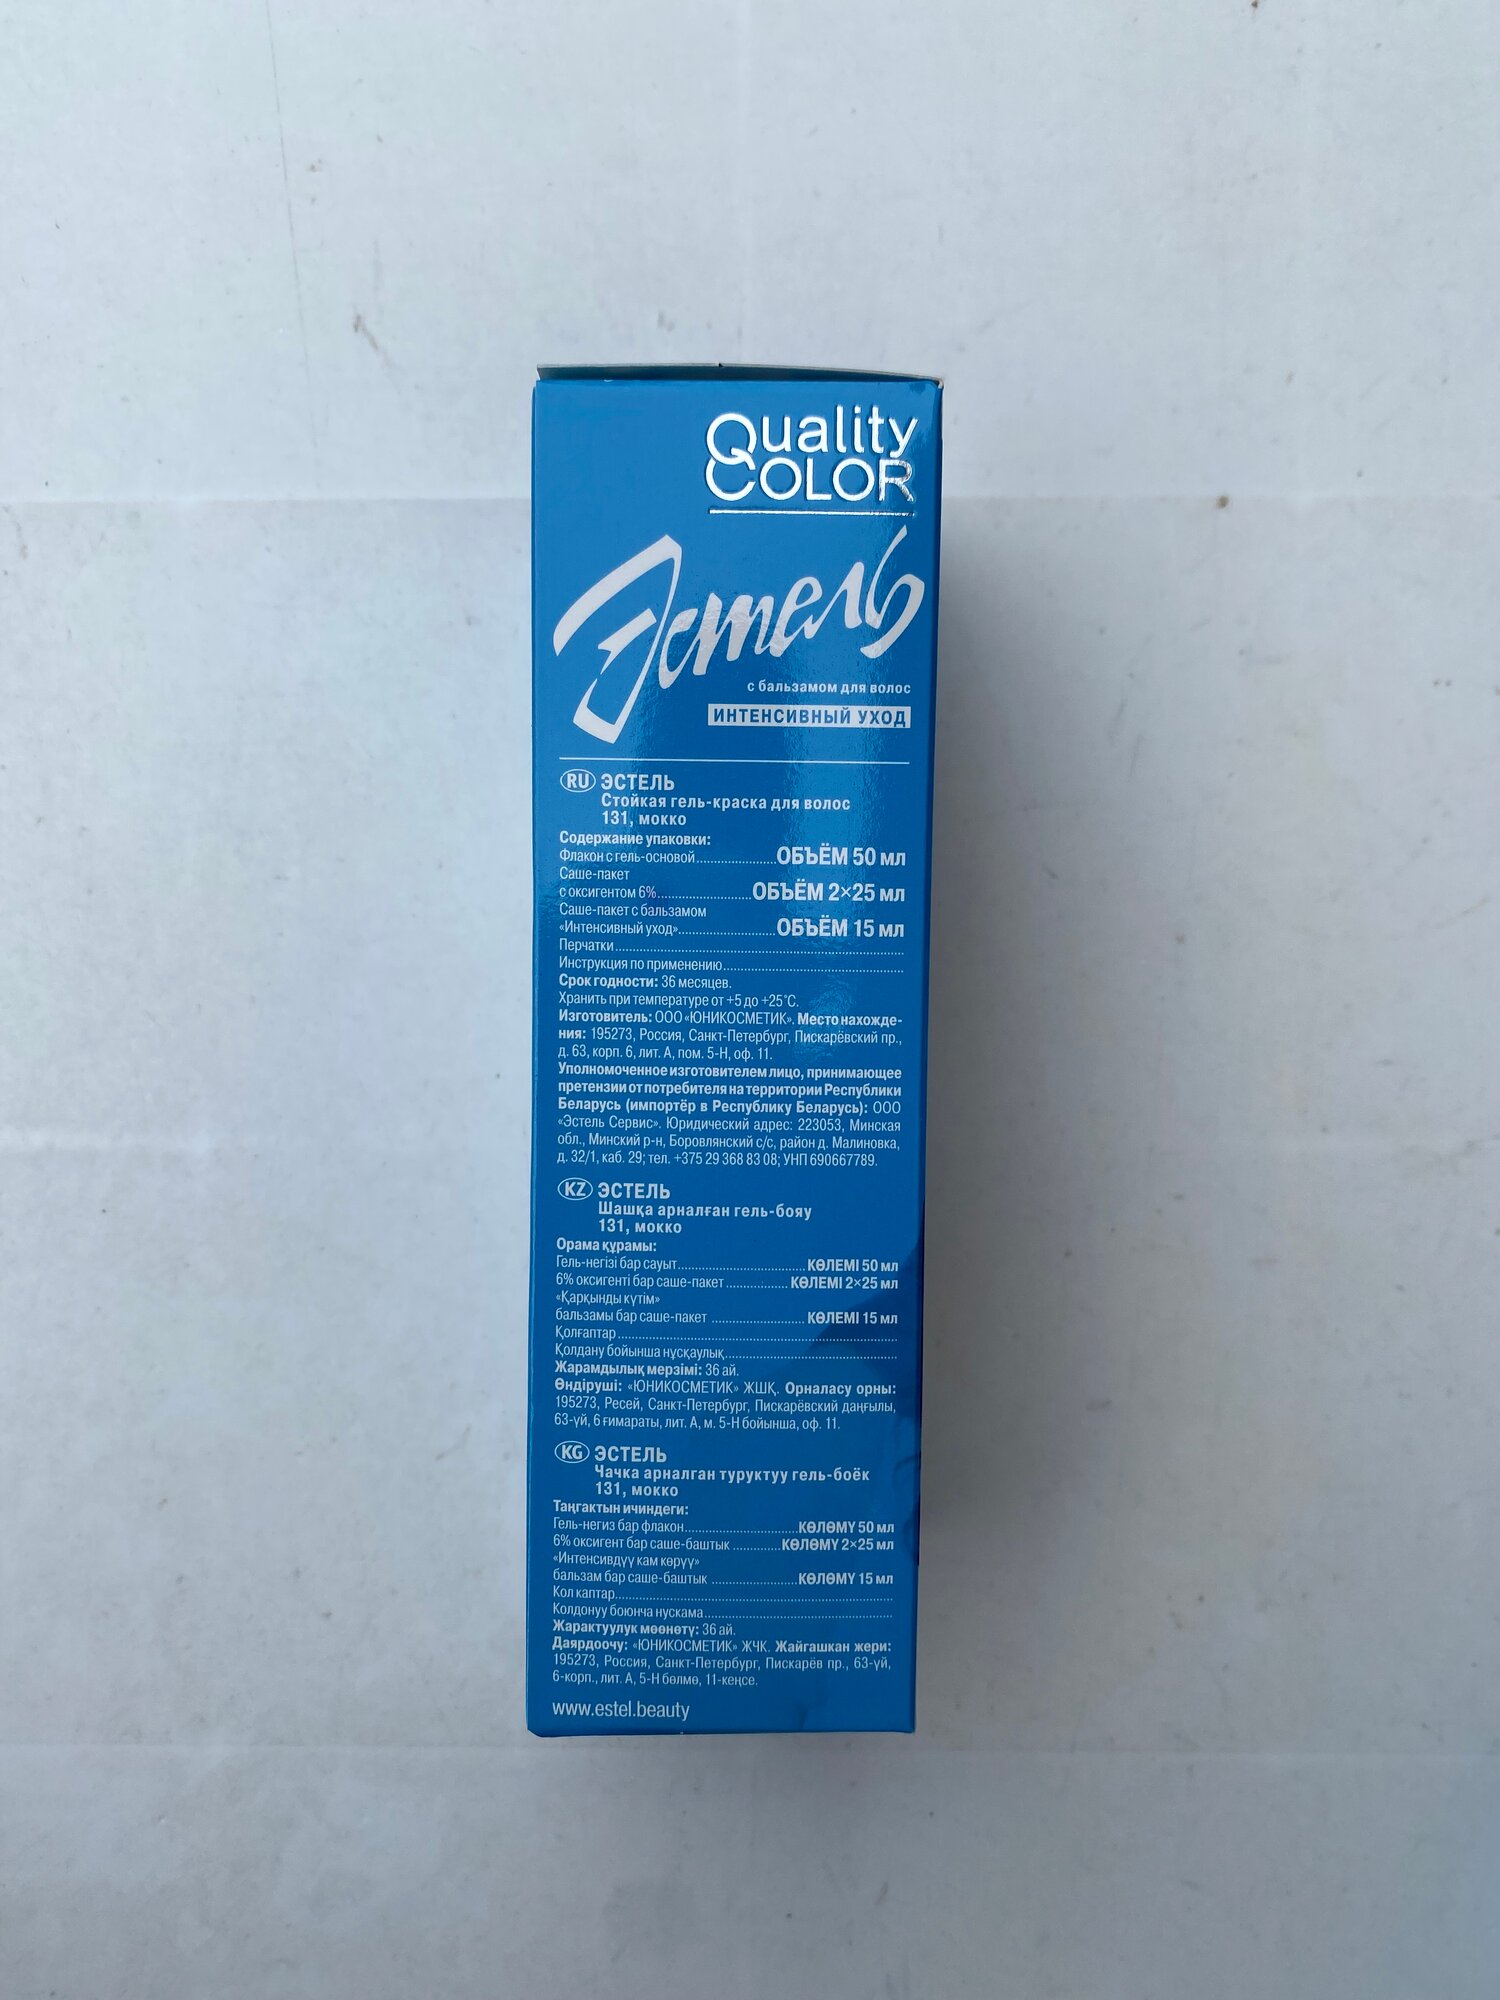 Quality
COLOR
Эстель
с бальзамом для волос
ИНТЕНСИВНЫЙ УХОД
RU ЭСТЕЛЬ
Стойкая гель-краска для волос
131, мокко
Содержание упаковки:
Флакон с гель-основой....................ОБЪЁМ 50 мл
Саше-пакет
с оксигентом 6%........................ОБЪЁМ 2×25 мл
Саше-пакет с бальзамом
«Интенсивный уход».........................ОБЪЁМ 15 мл
Перчатки........................
Инструкция по применению........................
Срок годности: 36 месяцев.
Хранить при температуре от +5 до +25˚С.
Изготовитель: ООО «ЮНИКОСМЕТИК». Место нахожде-
ния: 195273, Россия, Санкт-Петербург, Пискарёвский пр.,
д. 63, корп. 6, лит. А, пом. 5-Н, оф. 11.
Уполномоченное изготовителем лицо, принимающее
претензии от потребителя на территории Республики
Беларусь (импортёр в Республику Беларусь): ООО
«Эстель Сервис». Юридический адрес: 223053, Минская
обл., Минский р-н, Боровлянский с/с, район д. Малиновка,
д. 32/1, каб. 29; тел. +375 29 368 83 08; УНП 690667789.
KZ ЭСТЕЛЬ
Шашқа арналған гель-бояу
131, мокко
Орама құрамы:
Гель-негізі бар сауыт........................КӨЛЕМІ 50 мл
6% оксигенті бар саше-пакет...............КӨЛЕМІ 2×25 мл
«Қарқынды күтім»
бальзамы бар саше-пакет........................КӨЛЕМІ 15 мл
Қолғаптар........................
Қолдану бойынша нұсқаулық........................
Жарамдылық мерзімі: 36 ай.
Өндіруші: «ЮНИКОСМЕТИК» ЖШҚ. Орналасу орны:
195273, Ресей, Санкт-Петербург, Пискарёвский даңғылы,
63-үй, 6 ғимараты, лит. А, м. 5-Н бойынша, оф. 11.
KG ЭСТЕЛЬ
Чачка арналган туруктуу гель-боёк
131, мокко
Таңгактын ичиндеги:
Гель-негиз бар флакон........................КӨЛӨМҮ 50 мл
6% оксигент бар саше-баштык............КӨЛӨМҮ 2×25 мл
«Интенсивдүү кам көрүү»
бальзам бар саше-баштык......................КӨЛӨМҮ 15 мл
Кол каптар........................
Колдонуу боюнча нускама........................
Жарактуулук мөөнөтү: 36 ай.
Даярдоочу: «ЮНИКОСМЕТИК» ЖЧК. Жайгашкан жери:
195273, Россия, Санкт-Петербург, Пискарёв пр., 63-үй,
6-корп., лит. А, 5-Н бөлмө, 11-кеңсе.
www.estel.beauty